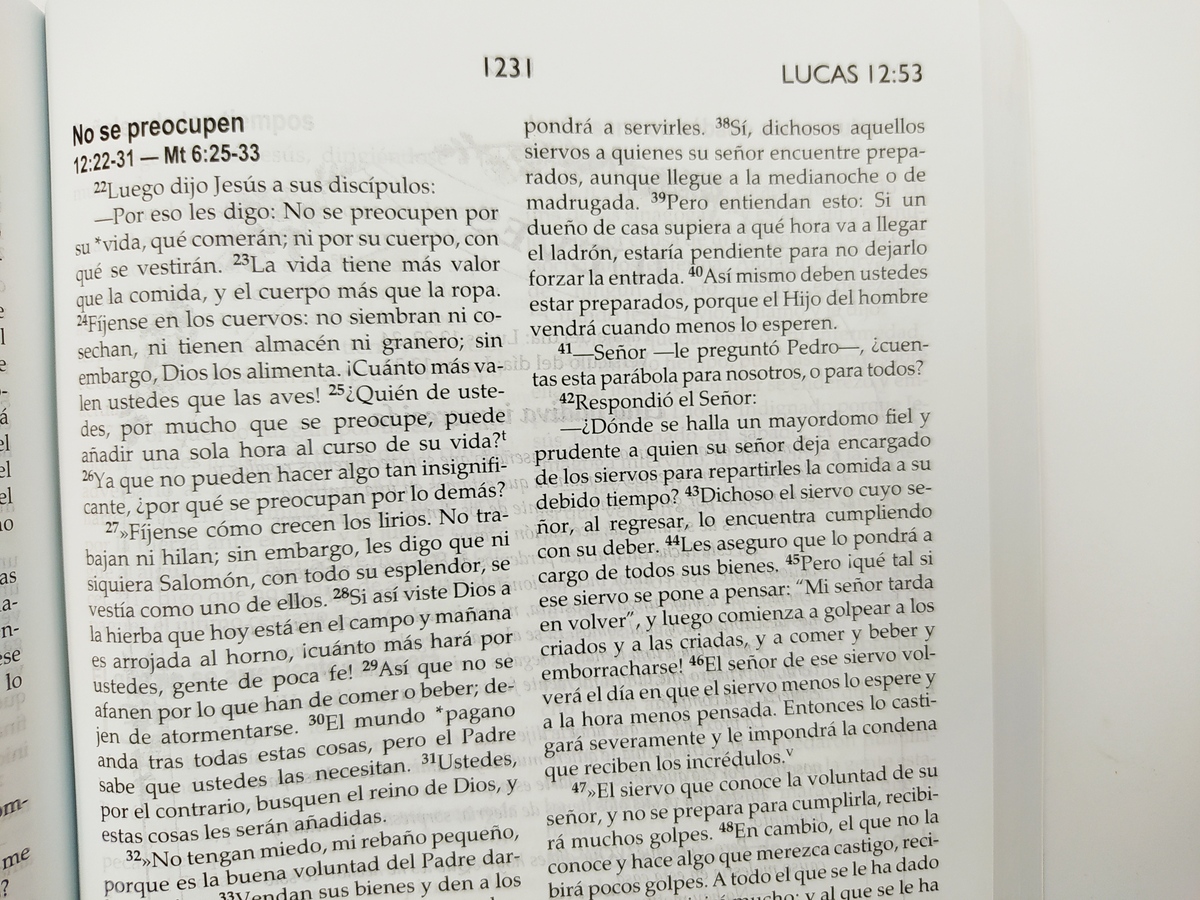 1231
LUCAS 12:53
No se preocupen
12:22-31 — Mt 6:25-33
²²Luego dijo Jesús a sus discípulos:
—Por eso les digo: No se preocupen por
su *vida, qué comerán; ni por su cuerpo, con
qué se vestirán. ²³La vida tiene más valor
que la comida, y el cuerpo más que la ropa.
²⁴Fíjense en los cuervos: no siembran ni co-
sechan, ni tienen almacén ni granero; sin
embargo, Dios los alimenta. ¡Cuánto más va-
len ustedes que las aves! ²⁵¿Quién de uste-
des, por mucho que se preocupe, puede
añadir una sola hora al curso de su vida?ᵗ
²⁶Ya que no pueden hacer algo tan insignifi-
cante, ¿por qué se preocupan por lo demás?
²⁷»Fíjense cómo crecen los lirios. No tra-
bajan ni hilan; sin embargo, les digo que ni
siquiera Salomón, con todo su esplendor, se
vestía como uno de ellos. ²⁸Si así viste Dios a
la hierba que hoy está en el campo y mañana
es arrojada al horno, ¡cuánto más hará por
ustedes, gente de poca fe! ²⁹Así que no se
afanen por lo que han de comer o beber; de-
jen de atormentarse. ³⁰El mundo *pagano
anda tras todas estas cosas, pero el Padre
sabe que ustedes las necesitan. ³¹Ustedes,
por el contrario, busquen el reino de Dios, y
estas cosas les serán añadidas.
³²»No tengan miedo, mi rebaño pequeño,
porque es la buena voluntad del Padre dar-
³³Vendan sus bienes y den a los
pondrá a servirles. ³⁸Sí, dichosos aquellos
siervos a quienes su señor encuentre prepa-
rados, aunque llegue a la medianoche o de
madrugada. ³⁹Pero entiendan esto: Si un
dueño de casa supiera a qué hora va a llegar
el ladrón, estaría pendiente para no dejarlo
forzar la entrada. ⁴⁰Así mismo deben ustedes
estar preparados, porque el Hijo del hombre
vendrá cuando menos lo esperen.
⁴¹—Señor —le preguntó Pedro—, ¿cuen-
tas esta parábola para nosotros, o para todos?
⁴²Respondió el Señor:
—¿Dónde se halla un mayordomo fiel y
prudente a quien su señor deja encargado
de los siervos para repartirles la comida a su
debido tiempo? ⁴³Dichoso el siervo cuyo se-
ñor, al regresar, lo encuentra cumpliendo
con su deber. ⁴⁴Les aseguro que lo pondrá a
cargo de todos sus bienes. ⁴⁵Pero ¡qué tal si
ese siervo se pone a pensar: “Mi señor tarda
en volver”, y luego comienza a golpear a los
criados y a las criadas, y a comer y beber y
emborracharse! ⁴⁶El señor de ese siervo vol-
verá el día en que el siervo menos lo espere y
a la hora menos pensada. Entonces lo casti-
gará severamente y le impondrá la condena
que reciben los incrédulos.ᵛ
⁴⁷»El siervo que conoce la voluntad de su
señor, y no se prepara para cumplirla, recibi-
rá muchos golpes. ⁴⁸En cambio, el que no la
conoce y hace algo que merezca castigo, reci-
birá pocos golpes. A todo el que se le ha dado
mucho; y al que se le ha